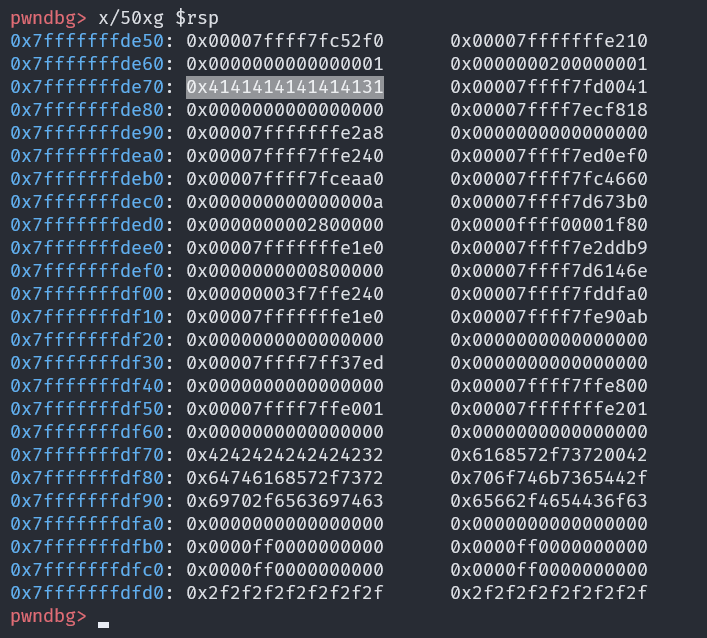 pwndbg> x/50xg $rsp
0x7fffffffde50: 0x00007ffff7fc52f0 0x00007fffffffe210
0x7fffffffde60: 0x0000000000000001 0x0000000200000001
0x7fffffffde70: 0x4141414141414131 0x00007ffff7fd0041
0x7fffffffde80: 0x0000000000000000 0x00007ffff7ecf818
0x7fffffffde90: 0x00007fffffffe2a8 0x0000000000000000
0x7fffffffdea0: 0x00007ffff7ffe240 0x00007ffff7ed0ef0
0x7fffffffdeb0: 0x00007ffff7fceaa0 0x00007ffff7fc4660
0x7fffffffdec0: 0x000000000000000a 0x00007ffff7d673b0
0x7fffffffded0: 0x0000000002800000 0x0000ffff00001f80
0x7fffffffdee0: 0x00007fffffffe1e0 0x00007ffff7e2ddb9
0x7fffffffdef0: 0x0000000000800000 0x00007ffff7d6146e
0x7fffffffdf00: 0x00000003f7ffe240 0x00007ffff7fddfa0
0x7fffffffdf10: 0x00007fffffffe1e0 0x00007ffff7fe90ab
0x7fffffffdf20: 0x0000000000000000 0x0000000000000000
0x7fffffffdf30: 0x00007ffff7ff37ed 0x0000000000000000
0x7fffffffdf40: 0x0000000000000000 0x00007ffff7ffe800
0x7fffffffdf50: 0x00007ffff7ffe001 0x00007fffffffe201
0x7fffffffdf60: 0x0000000000000000 0x0000000000000000
0x7fffffffdf70: 0x4242424242424232 0x6168572f73720042
0x7fffffffdf80: 0x64746168572f7372 0x706f746b7365442f
0x7fffffffdf90: 0x69702f6563697463 0x65662f4654436f63
0x7fffffffdfa0: 0x0000000000000000 0x0000000000000000
0x7fffffffdfb0: 0x0000ff0000000000 0x0000ff0000000000
0x7fffffffdfc0: 0x0000ff0000000000 0x0000ff0000000000
0x7fffffffdfd0: 0x2f2f2f2f2f2f2f2f 0x2f2f2f2f2f2f2f2f
pwndbg>